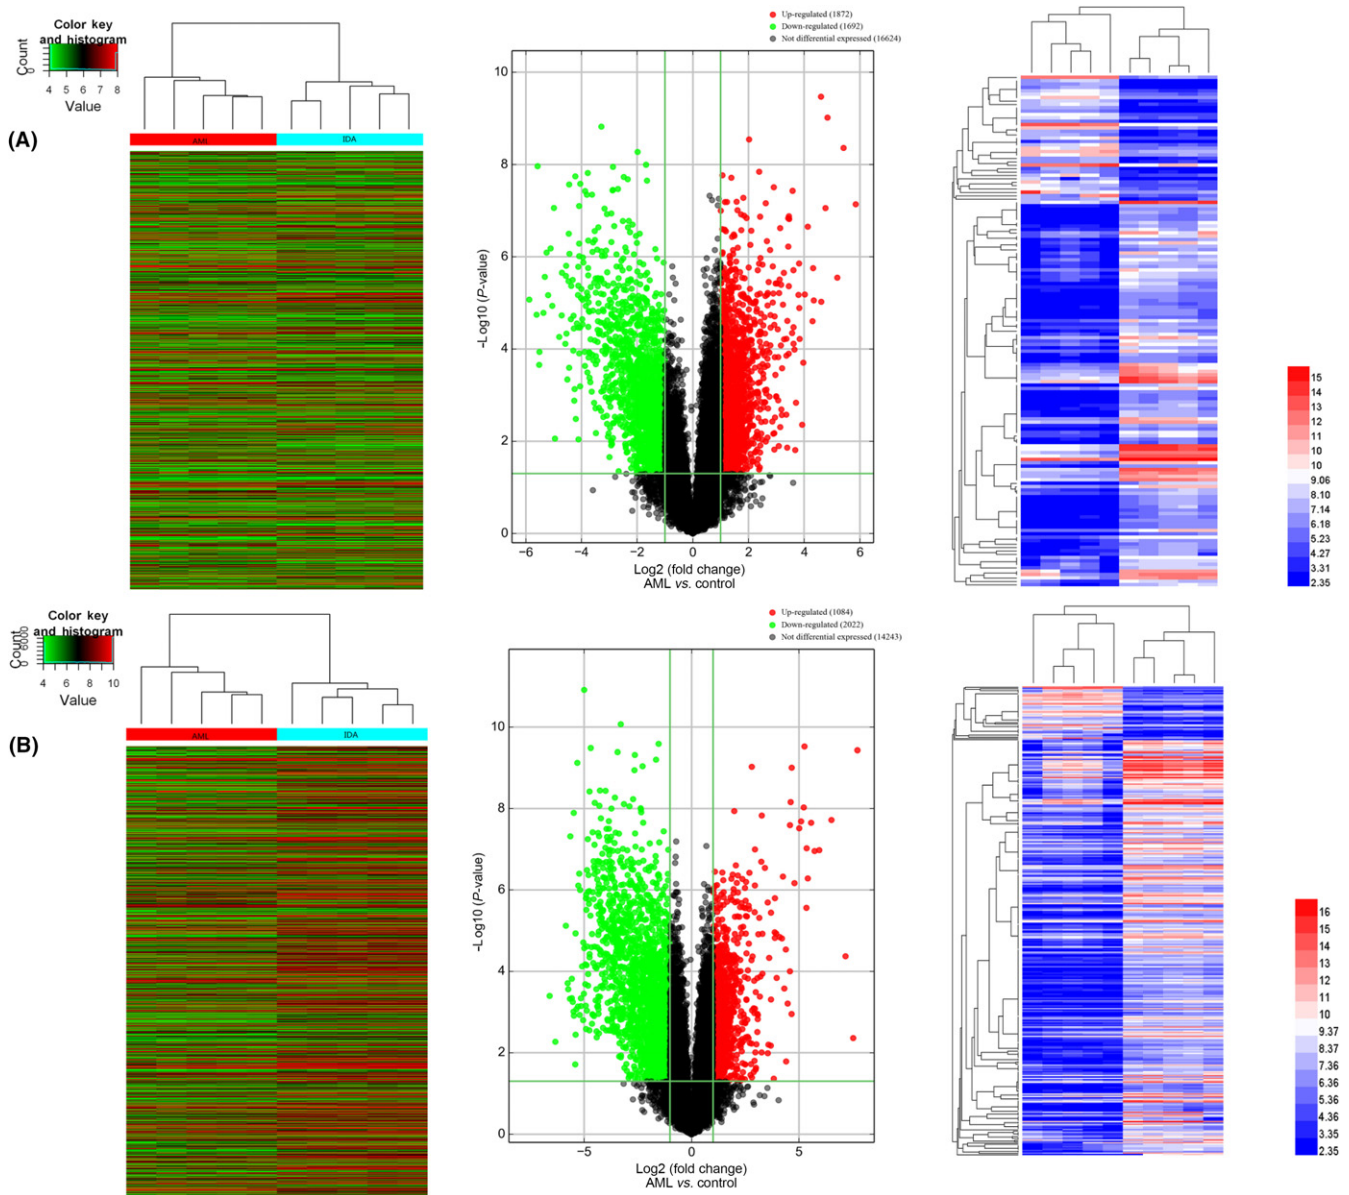 Color key
and histogram
Count
0
4 5 6 7 8
Value
(A)
AML
IDA
Up-regulated (1872)
Down-regulated (1692)
Not differential expressed (16624)
-Log10 (P-value)
10
8
6
4
2
0
−6 −4 −2 0 2 4 6
Log2 (fold change)
AML vs. control
15
14
13
12
11
10
10
9.06
8.10
7.14
6.18
5.23
4.27
3.31
2.35
Color key
and histogram
Count
0 6000
4 6 8 10
Value
(B)
AML
IDA
Up-regulated (1084)
Down-regulated (2022)
Not differential expressed (14243)
-Log10 (P-value)
10
8
6
4
2
0
−5 0 5
Log2 (fold change)
AML vs. control
16
15
14
13
12
11
10
9.37
8.37
7.36
6.36
5.36
4.36
3.35
2.35